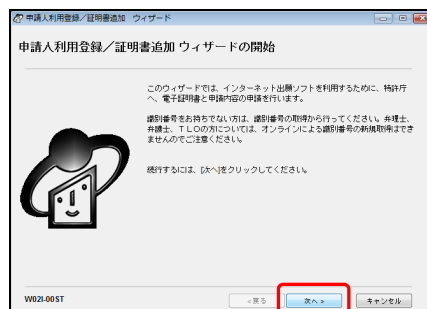 申請人利用登録／証明書追加 ウィザード
申請人利用登録／証明書追加 ウィザードの開始
このウィザードでは、インターネット出願ソフトを利用するために、特許庁
へ、電子証明書と申請内容の申請を行います。
識別番号をお持ちでない方は、識別番号の取得から行ってください。弁理士、
弁護士、TLOの方については、オンラインによる識別番号の新規取得はでき
ませんのでご注意ください。
続行するには、[次へ]をクリックしてください。
W02I-00ST
«戻る
次へ»
キャンセル